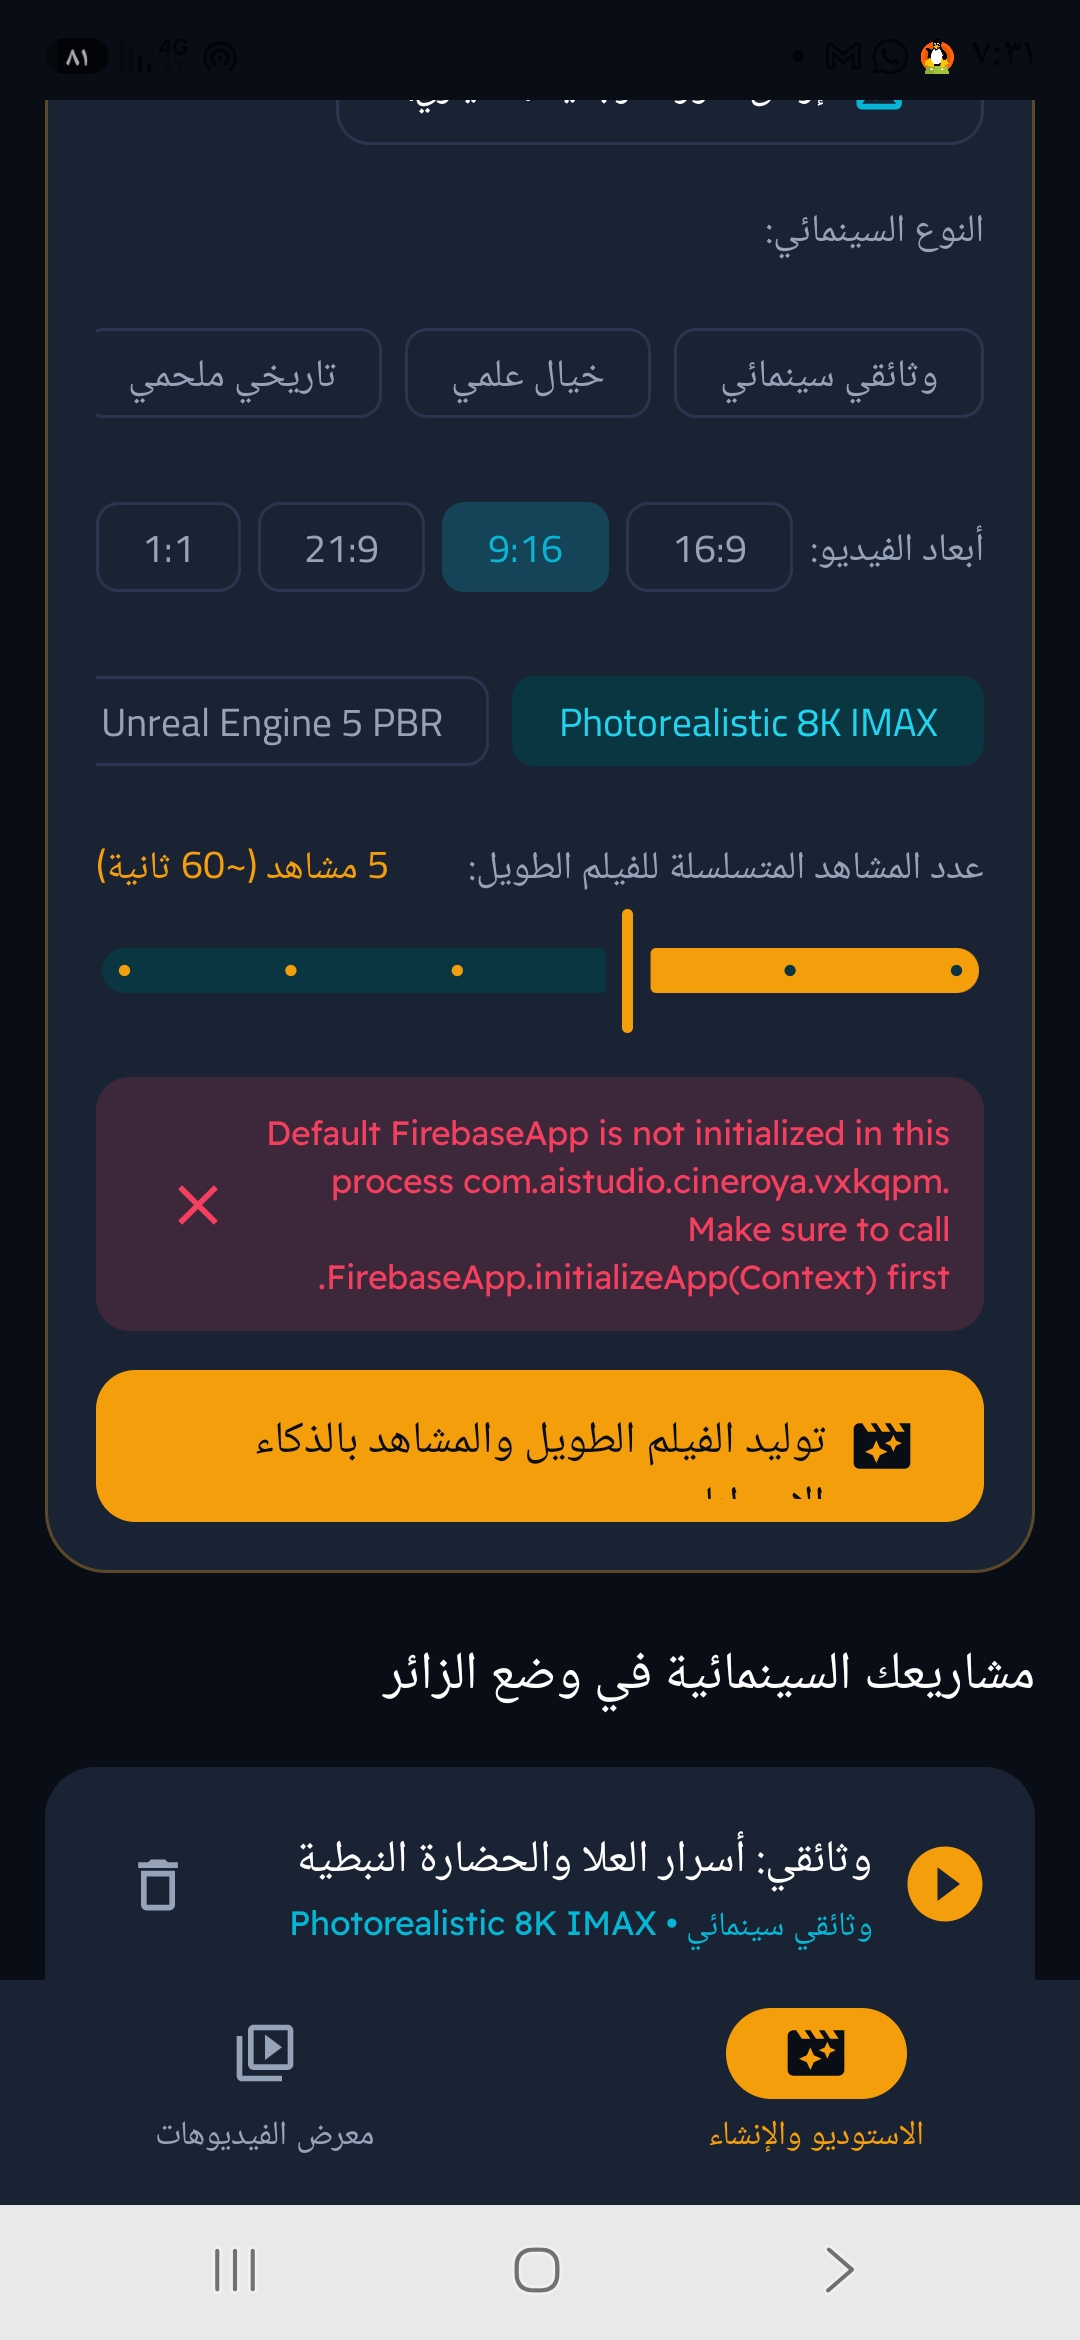 ٧:٣١
4G
٨١
النوع السينمائي:
وثائقي سينمائي
خيال علمي
تاريخي ملحمي
أبعاد الفيديو:
16:9
9:16
21:9
1:1
Photorealistic 8K IMAX
Unreal Engine 5 PBR
عدد المشاهد المتسلسلة للفيلم الطويل:
5 مشاهد (~60 ثانية)
Default FirebaseApp is not initialized in this
process com.aistudio.cineroya.vxkqpm.
Make sure to call
FirebaseApp.initializeApp(Context) first.
توليد الفيلم الطويل والمشاهد بالذكاء
مشاريعك السينمائية في وضع الزائر
وثائقي: أسرار العلا والحضارة النبطية
وثائقي سينمائي • Photorealistic 8K IMAX
الاستوديو والإنشاء
معرض الفيديوهات